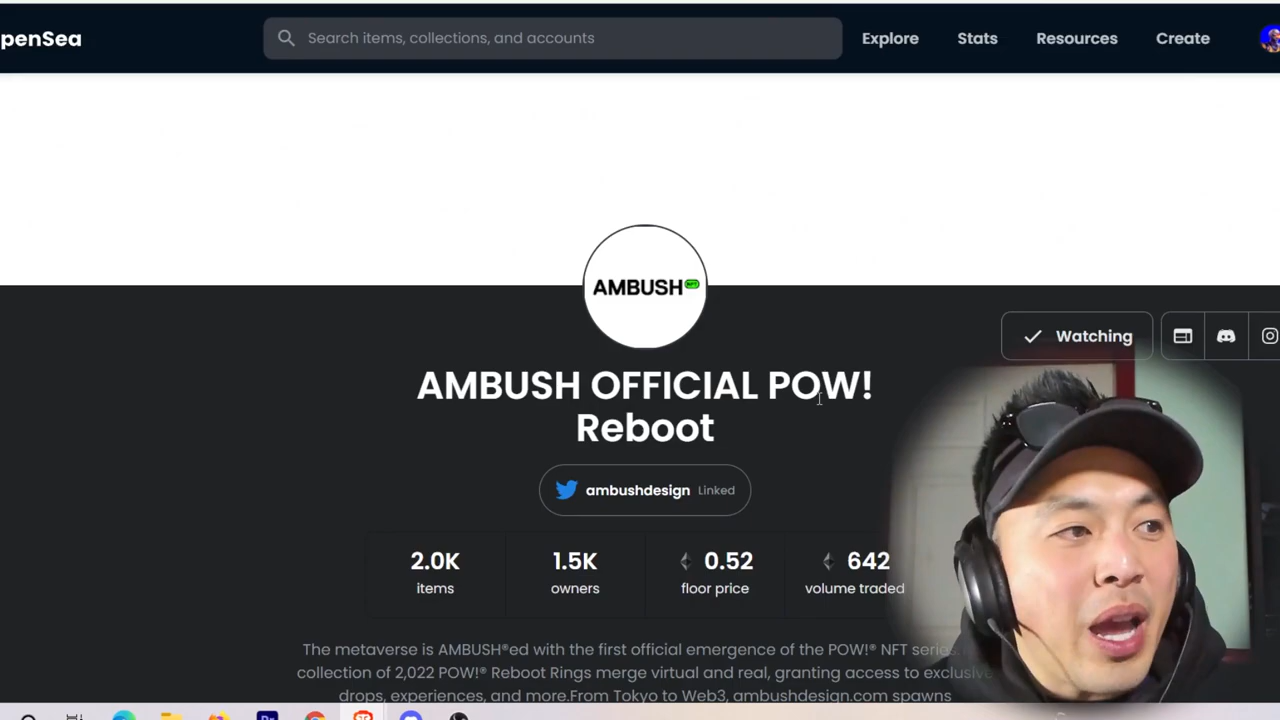 penSea
Search items, collections, and accounts
Explore
Stats
Resources
Create
AMBUSH NFT
Watching
AMBUSH OFFICIAL POW!
Reboot
ambushdesign Linked
2.0K
items
1.5K
owners
0.52
floor price
642
volume traded
The metaverse is AMBUSH®ed with the first official emergence of the POW!® NFT series.
collection of 2,022 POW!® Reboot Rings merge virtual and real, granting access to exclusive
drops, experiences, and more.From Tokyo to Web3, ambushdesign.com spawns
Pr